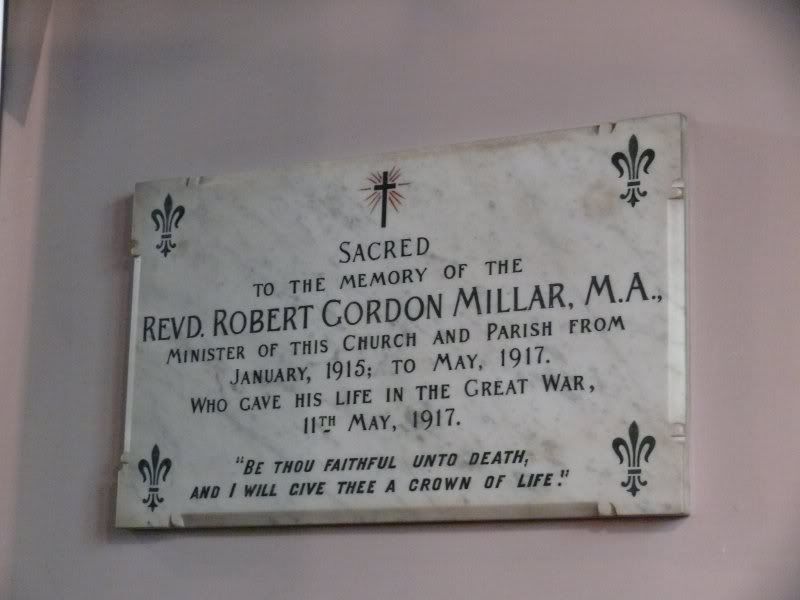 SACRED
TO THE MEMORY OF THE
REVD. ROBERT GORDON MILLAR, M.A.,
MINISTER OF THIS CHURCH AND PARISH FROM
JANUARY, 1915; TO MAY, 1917.
WHO GAVE HIS LIFE IN THE GREAT WAR,
11TH MAY, 1917.
"BE THOU FAITHFUL UNTO DEATH,
AND I WILL GIVE THEE A CROWN OF LIFE."